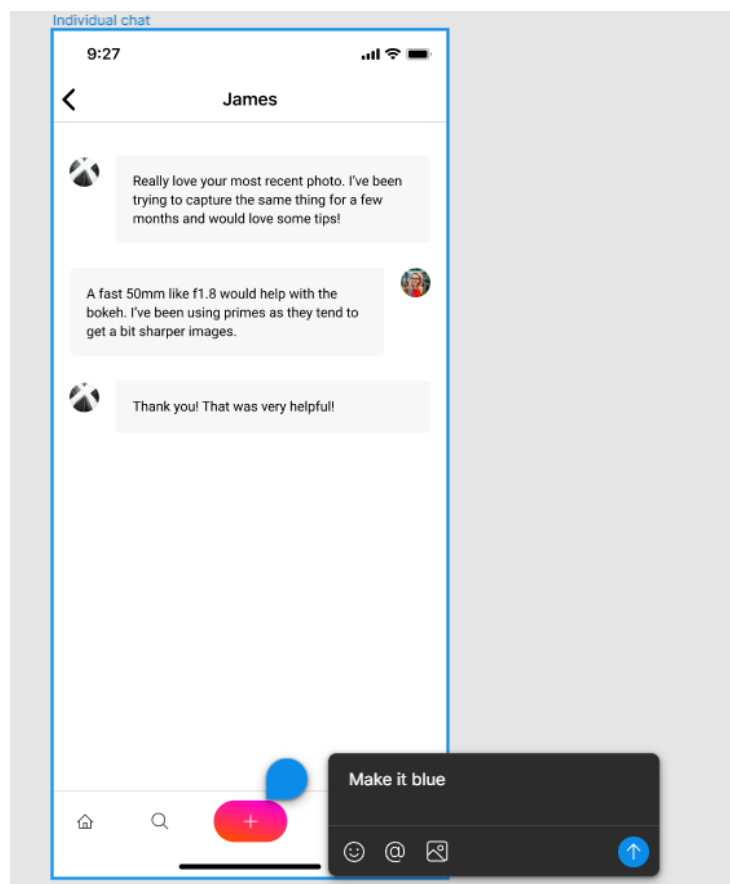 Individual chat
9:27
James
Really love your most recent photo. I've been
trying to capture the same thing for a few
months and would love some tips!
A fast 50mm like f1.8 would help with the
bokeh. I've been using primes as they tend to
get a bit sharper images.
Thank you! That was very helpful!
Make it blue